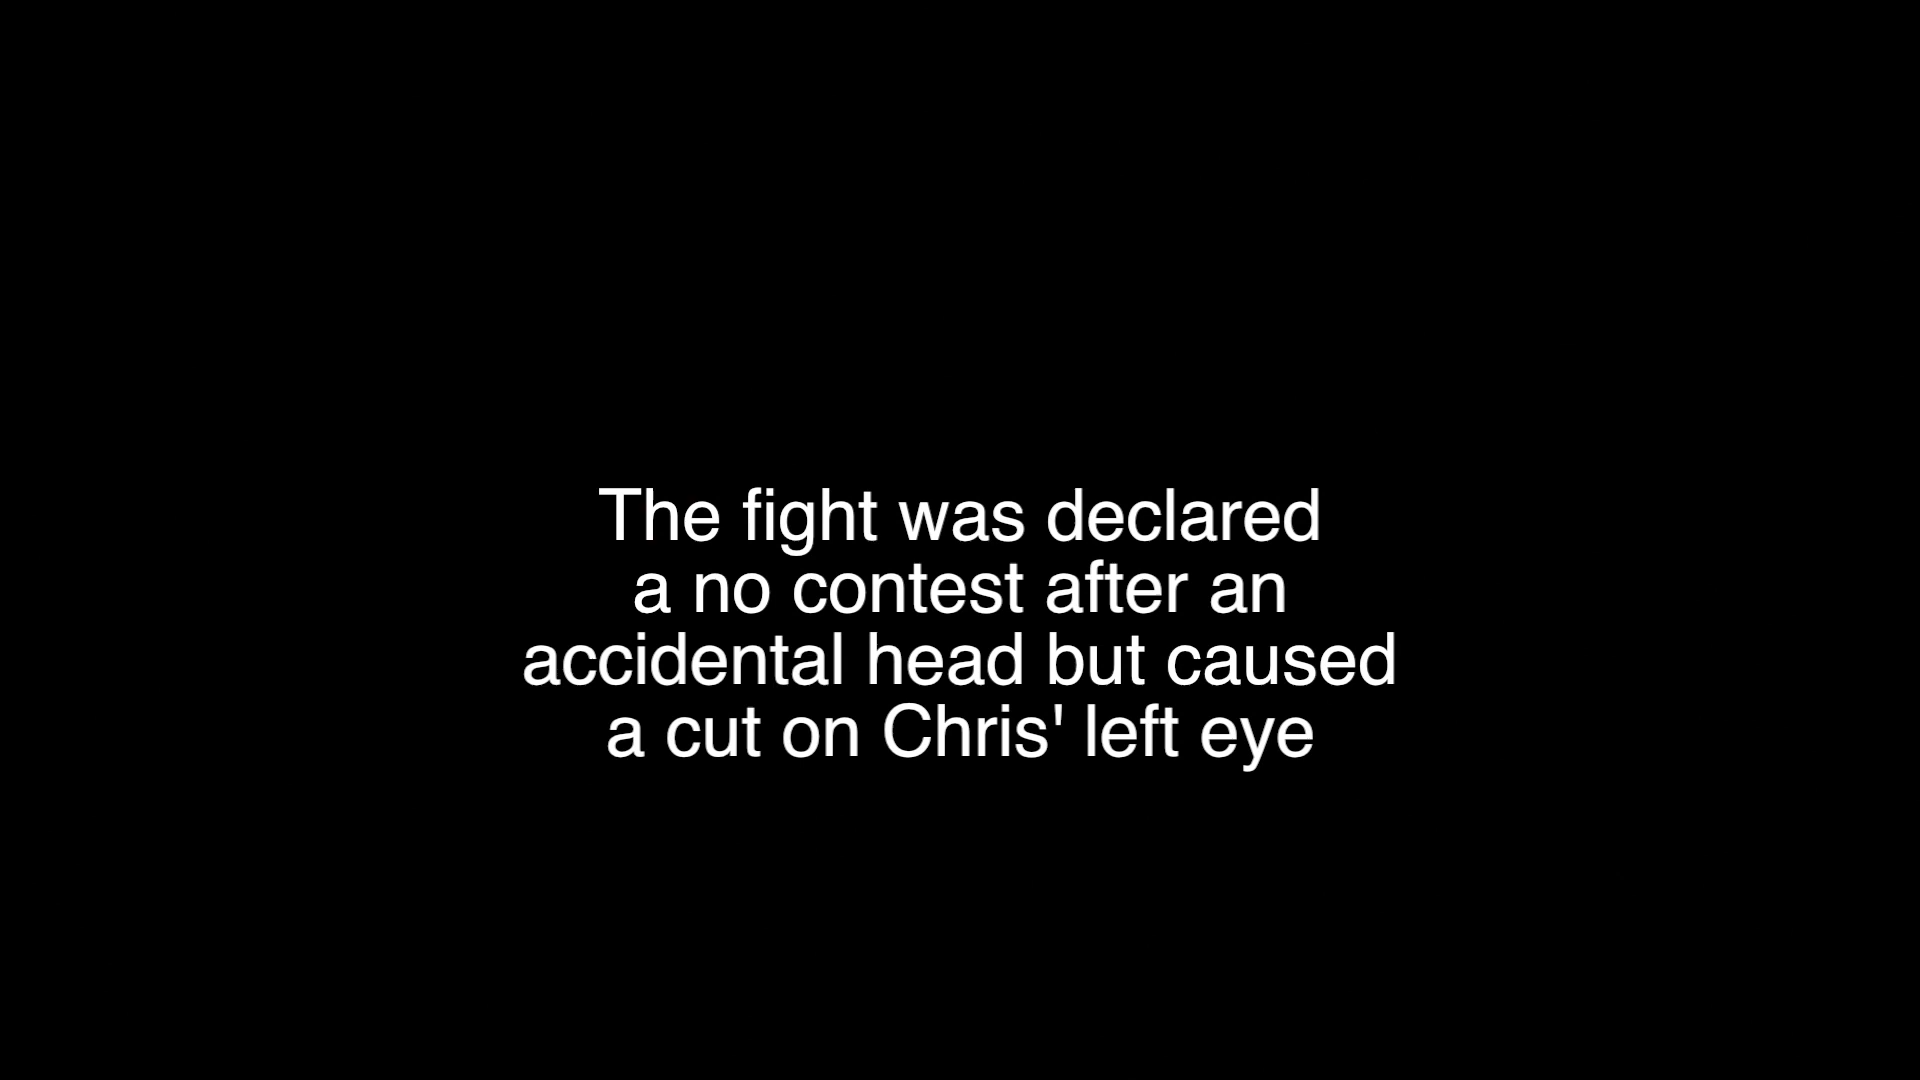 The fight was declared
a no contest after an
accidental head but caused
a cut on Chris' left eye